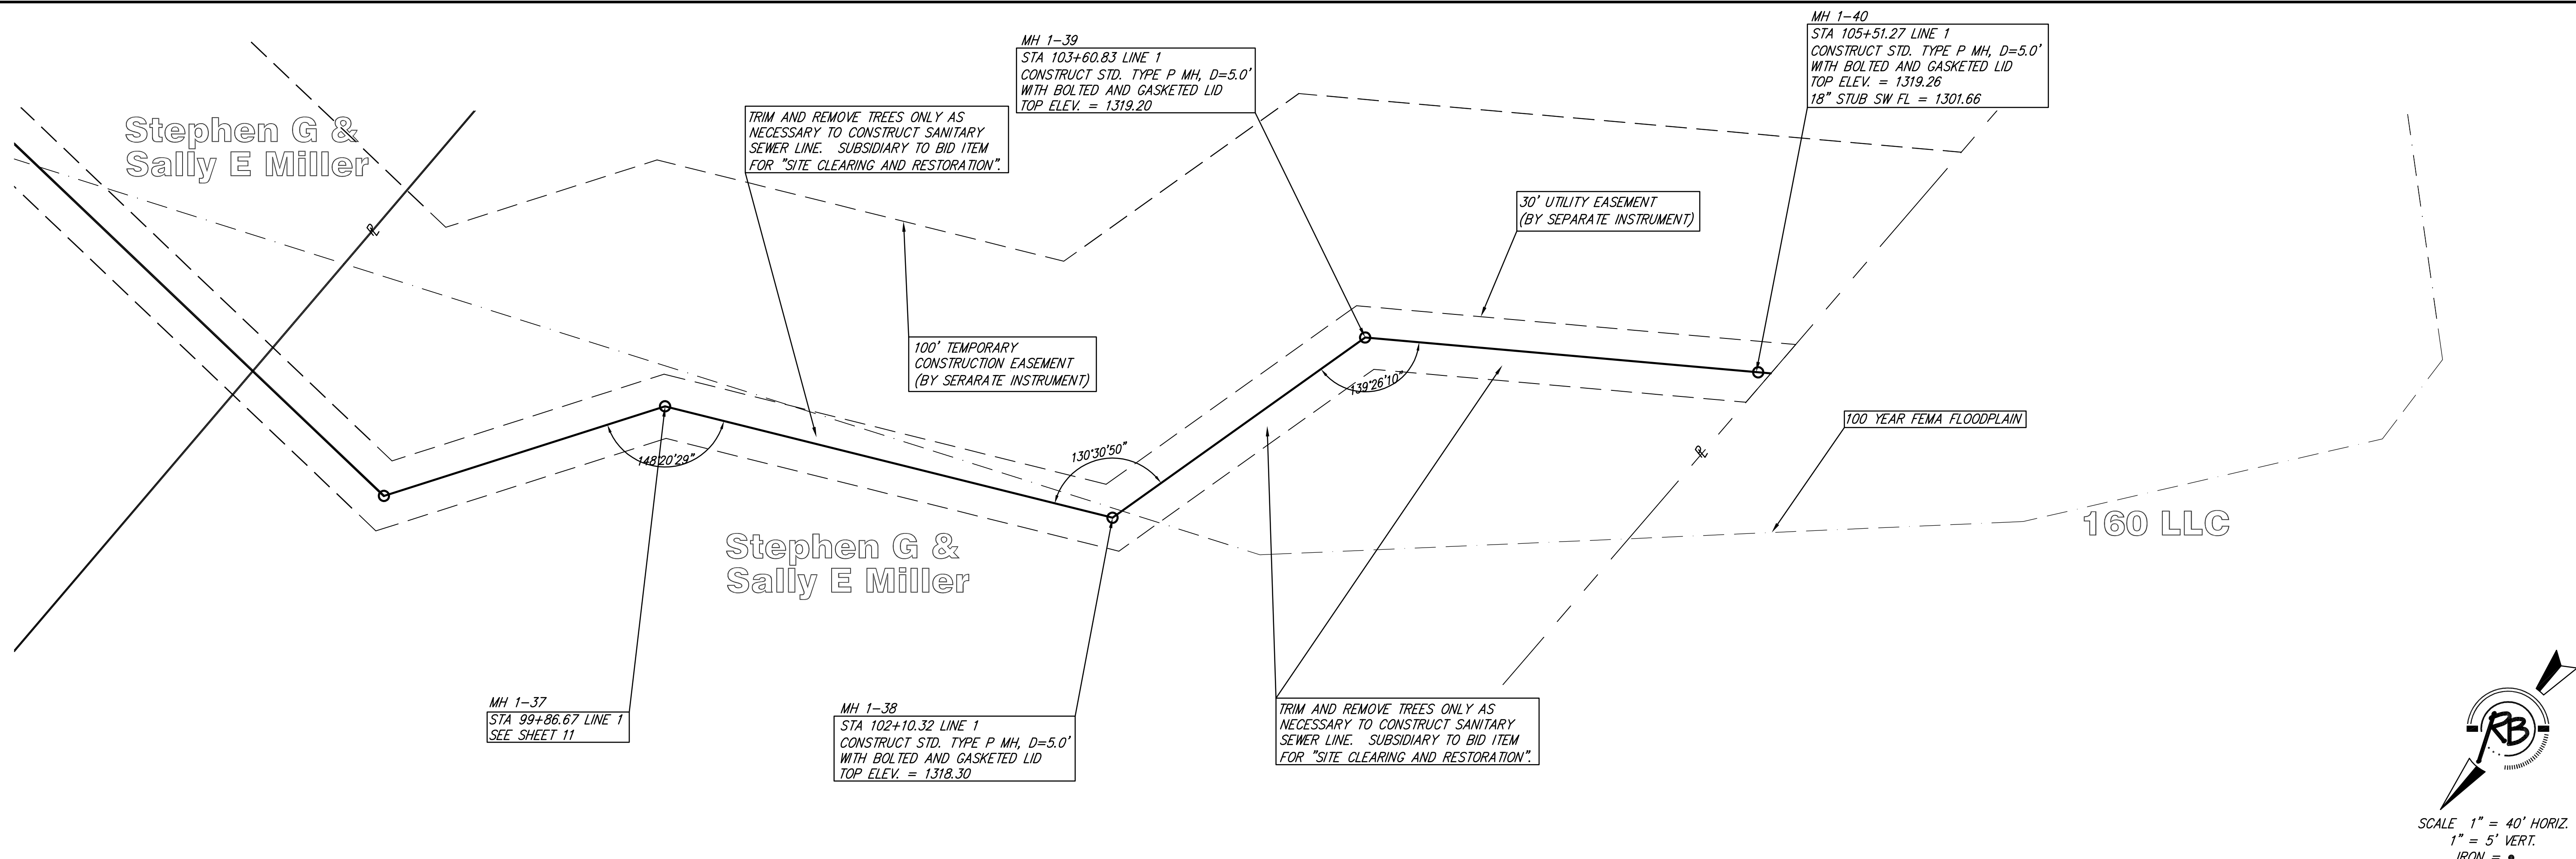 MH 1-40
STA 105+51.27 LINE 1
CONSTRUCT STD. TYPE P MH, D=5.0'
WITH BOLTED AND GASKETED LID
TOP ELEV. = 1319.26
18" STUB SW FL = 1301.66
MH 1-39
STA 103+60.83 LINE 1
CONSTRUCT STD. TYPE P MH, D=5.0'
WITH BOLTED AND GASKETED LID
TOP ELEV. = 1319.20
TRIM AND REMOVE TREES ONLY AS
NECESSARY TO CONSTRUCT SANITARY
SEWER LINE. SUBSIDIARY TO BID ITEM
FOR "SITE CLEARING AND RESTORATION".
Stephen G &
Sally E Miller
PL
30' UTILITY EASEMENT
(BY SEPARATE INSTRUMENT)
100' TEMPORARY
CONSTRUCTION EASEMENT
(BY SERARATE INSTRUMENT)
139°26'10"
100 YEAR FEMA FLOODPLAIN
148°20'29"
130°30'50"
PL
160 LLC
Stephen G &
Sally E Miller
MH 1-37
STA 99+86.67 LINE 1
SEE SHEET 11
MH 1-38
STA 102+10.32 LINE 1
CONSTRUCT STD. TYPE P MH, D=5.0'
WITH BOLTED AND GASKETED LID
TOP ELEV. = 1318.30
TRIM AND REMOVE TREES ONLY AS
NECESSARY TO CONSTRUCT SANITARY
SEWER LINE. SUBSIDIARY TO BID ITEM
FOR "SITE CLEARING AND RESTORATION".
RB
SCALE 1" = 40' HORIZ.
1" = 5' VERT.
IRON = •